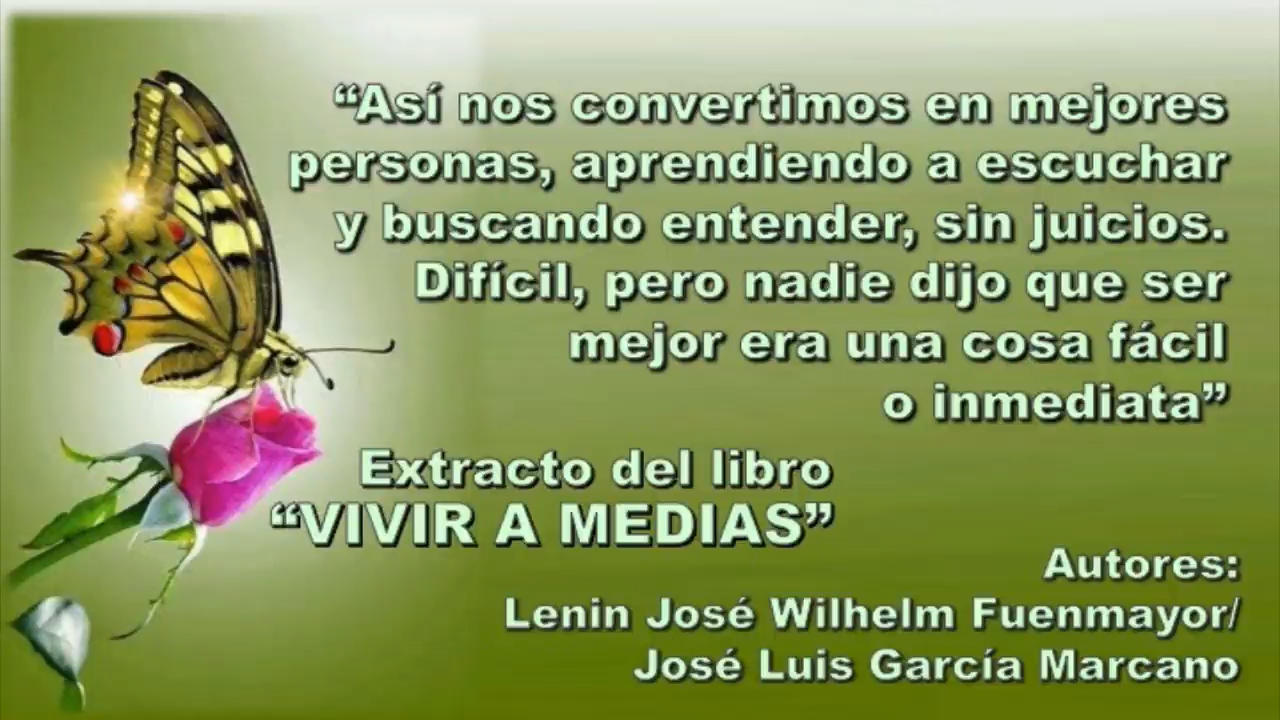 “Así nos convertimos en mejores
personas, aprendiendo a escuchar
y buscando entender, sin juicios.
Difícil, pero nadie dijo que ser
mejor era una cosa fácil
o inmediata”
Extracto del libro
“VIVIR A MEDIAS”
Autores:
Lenin José Wilhelm Fuenmayor/
José Luis García Marcano